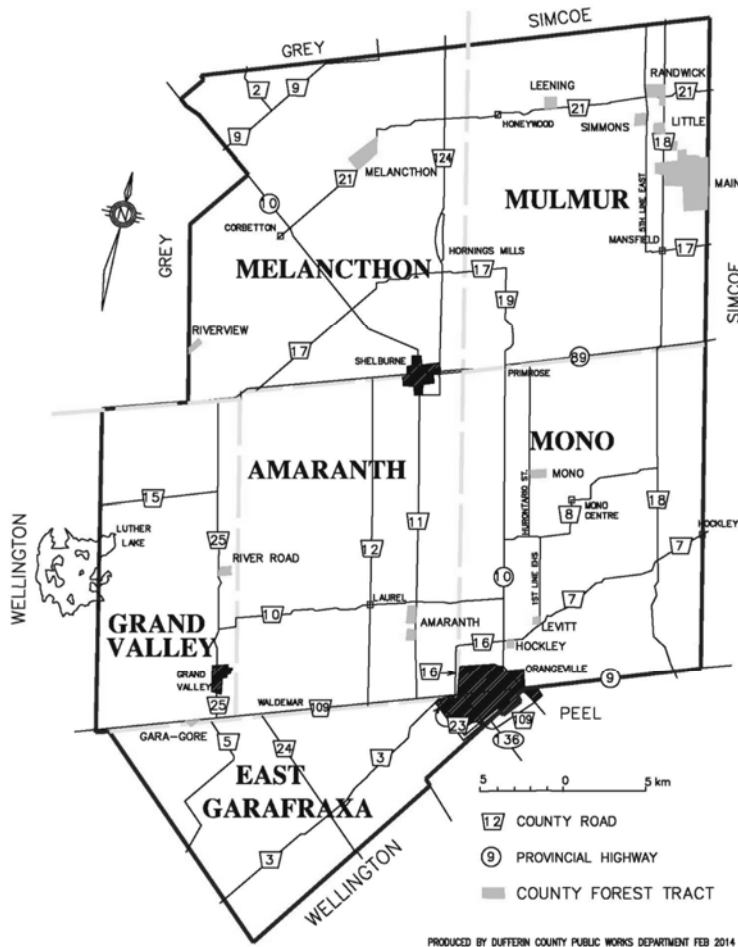 SIMCOE
GREY
2
9
9
LEENING
RANDWICK
21
21
HONEYWOOD
SIMMONS
LITTLE
18
124
21
MELANCTHON
MAIN
N
10
MULMUR
5TH LINE EAST
CORBETTON
HORNINGS MILLS
MANSFIELD
17
GREY
MELANCTHON
17
19
SIMCOE
RIVERVIEW
17
SHELBURNE
89
PRIMROSE
AMARANTH
MONO
MONO
HURONTARIO ST.
15
8
MONO
CENTRE
18
11
HOCKLEY
LUTHER
LAKE
25
12
7
WELLINGTON
RIVER ROAD
10
1ST LINE EHS
LAUREL
7
10
GRAND
VALLEY
AMARANTH
LEVITT
16
HOCKLEY
GRAND
VALLEY
16
ORANGEVILLE
9
25
WALDEMAR
109
23
109
PEEL
GARA-GORE
5
24
136
EAST
GARAFRAXA
3
3
WELLINGTON
5 0 5 km
12 COUNTY ROAD
9 PROVINCIAL HIGHWAY
COUNTY FOREST TRACT
PRODUCED BY DUFFERIN COUNTY PUBLIC WORKS DEPARTMENT FEB 2014